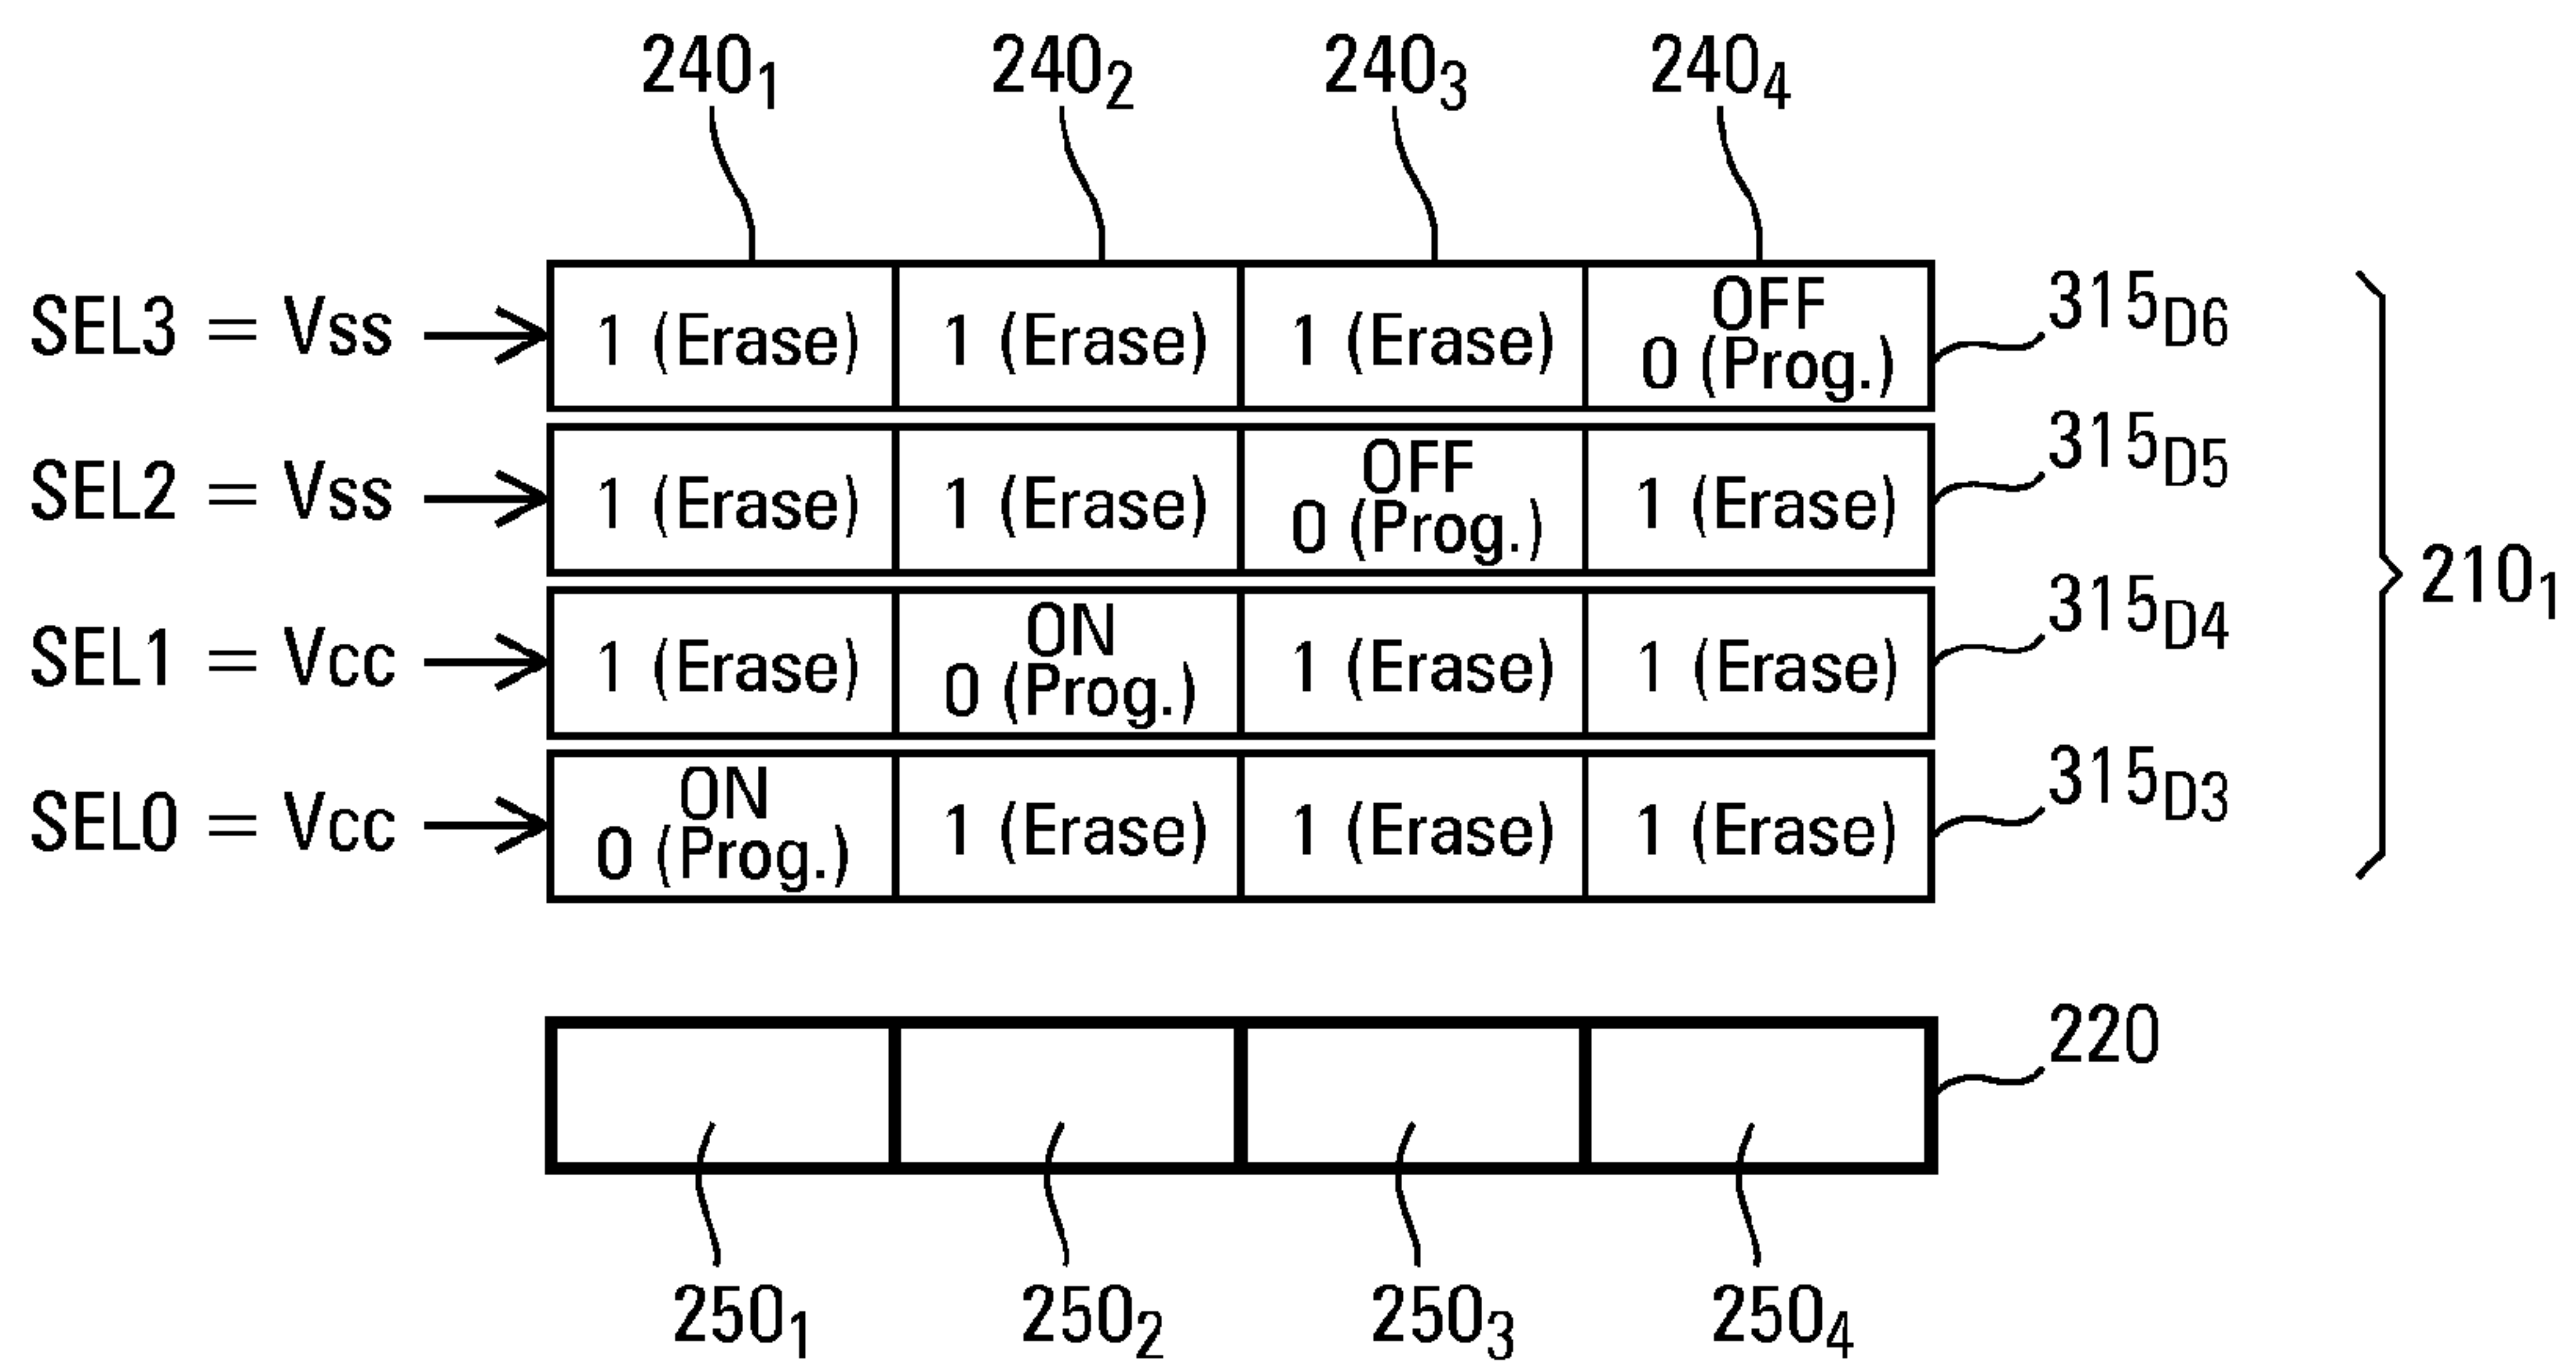 240₁ 240₂ 240₃ 240₄
SEL3 = Vss 1 (Erase) 1 (Erase) 1 (Erase) OFF 0 (Prog.) 315D6
SEL2 = Vss 1 (Erase) 1 (Erase) OFF 0 (Prog.) 1 (Erase) 315D5
SEL1 = Vcc 1 (Erase) ON 0 (Prog.) 1 (Erase) 1 (Erase) 315D4
SEL0 = Vcc ON 0 (Prog.) 1 (Erase) 1 (Erase) 1 (Erase) 315D3
210₁
220
250₁ 250₂ 250₃ 250₄